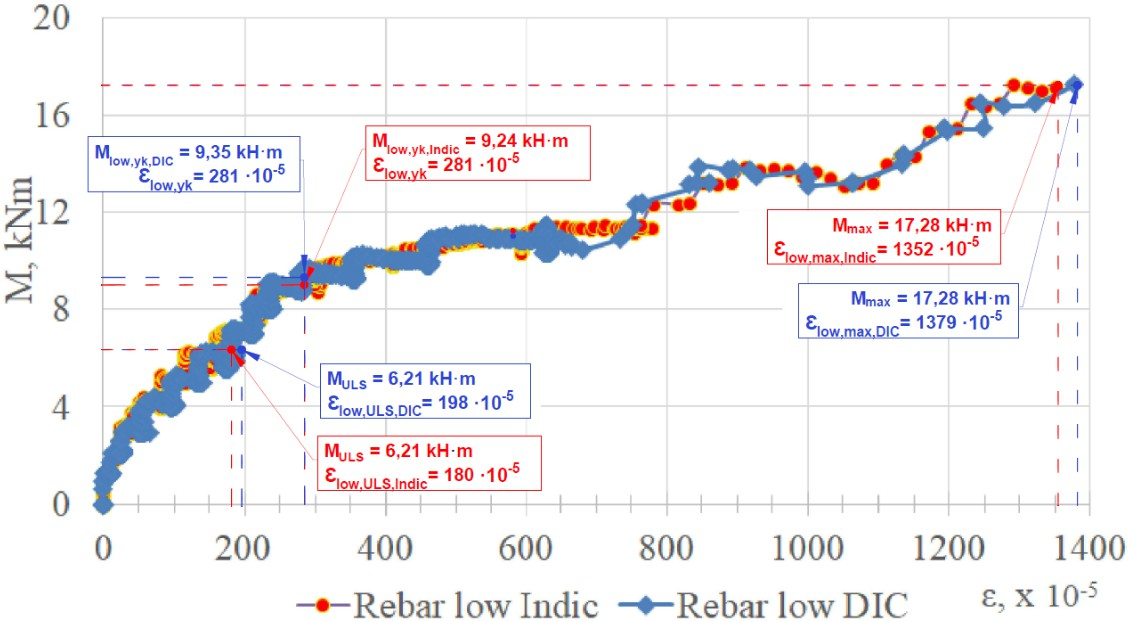 20
16
12
8
4
0
M, kNm
Mlow,yk,DIC = 9,35 kH·m
εlow,yk = 281 ·10-5
Mlow,yk,Indic = 9,24 kH·m
εlow,yk = 281 ·10-5
Mmax = 17,28 kH·m
εlow,max,Indic = 1352 ·10-5
Mmax = 17,28 kH·m
εlow,max,DIC = 1379 ·10-5
MULS = 6,21 kH·m
εlow,ULS,DIC = 198 ·10-5
MULS = 6,21 kH·m
εlow,ULS,Indic = 180 ·10-5
0 200 400 600 800 1000 1200 1400
ε, x 10-5
Rebar low Indic Rebar low DIC